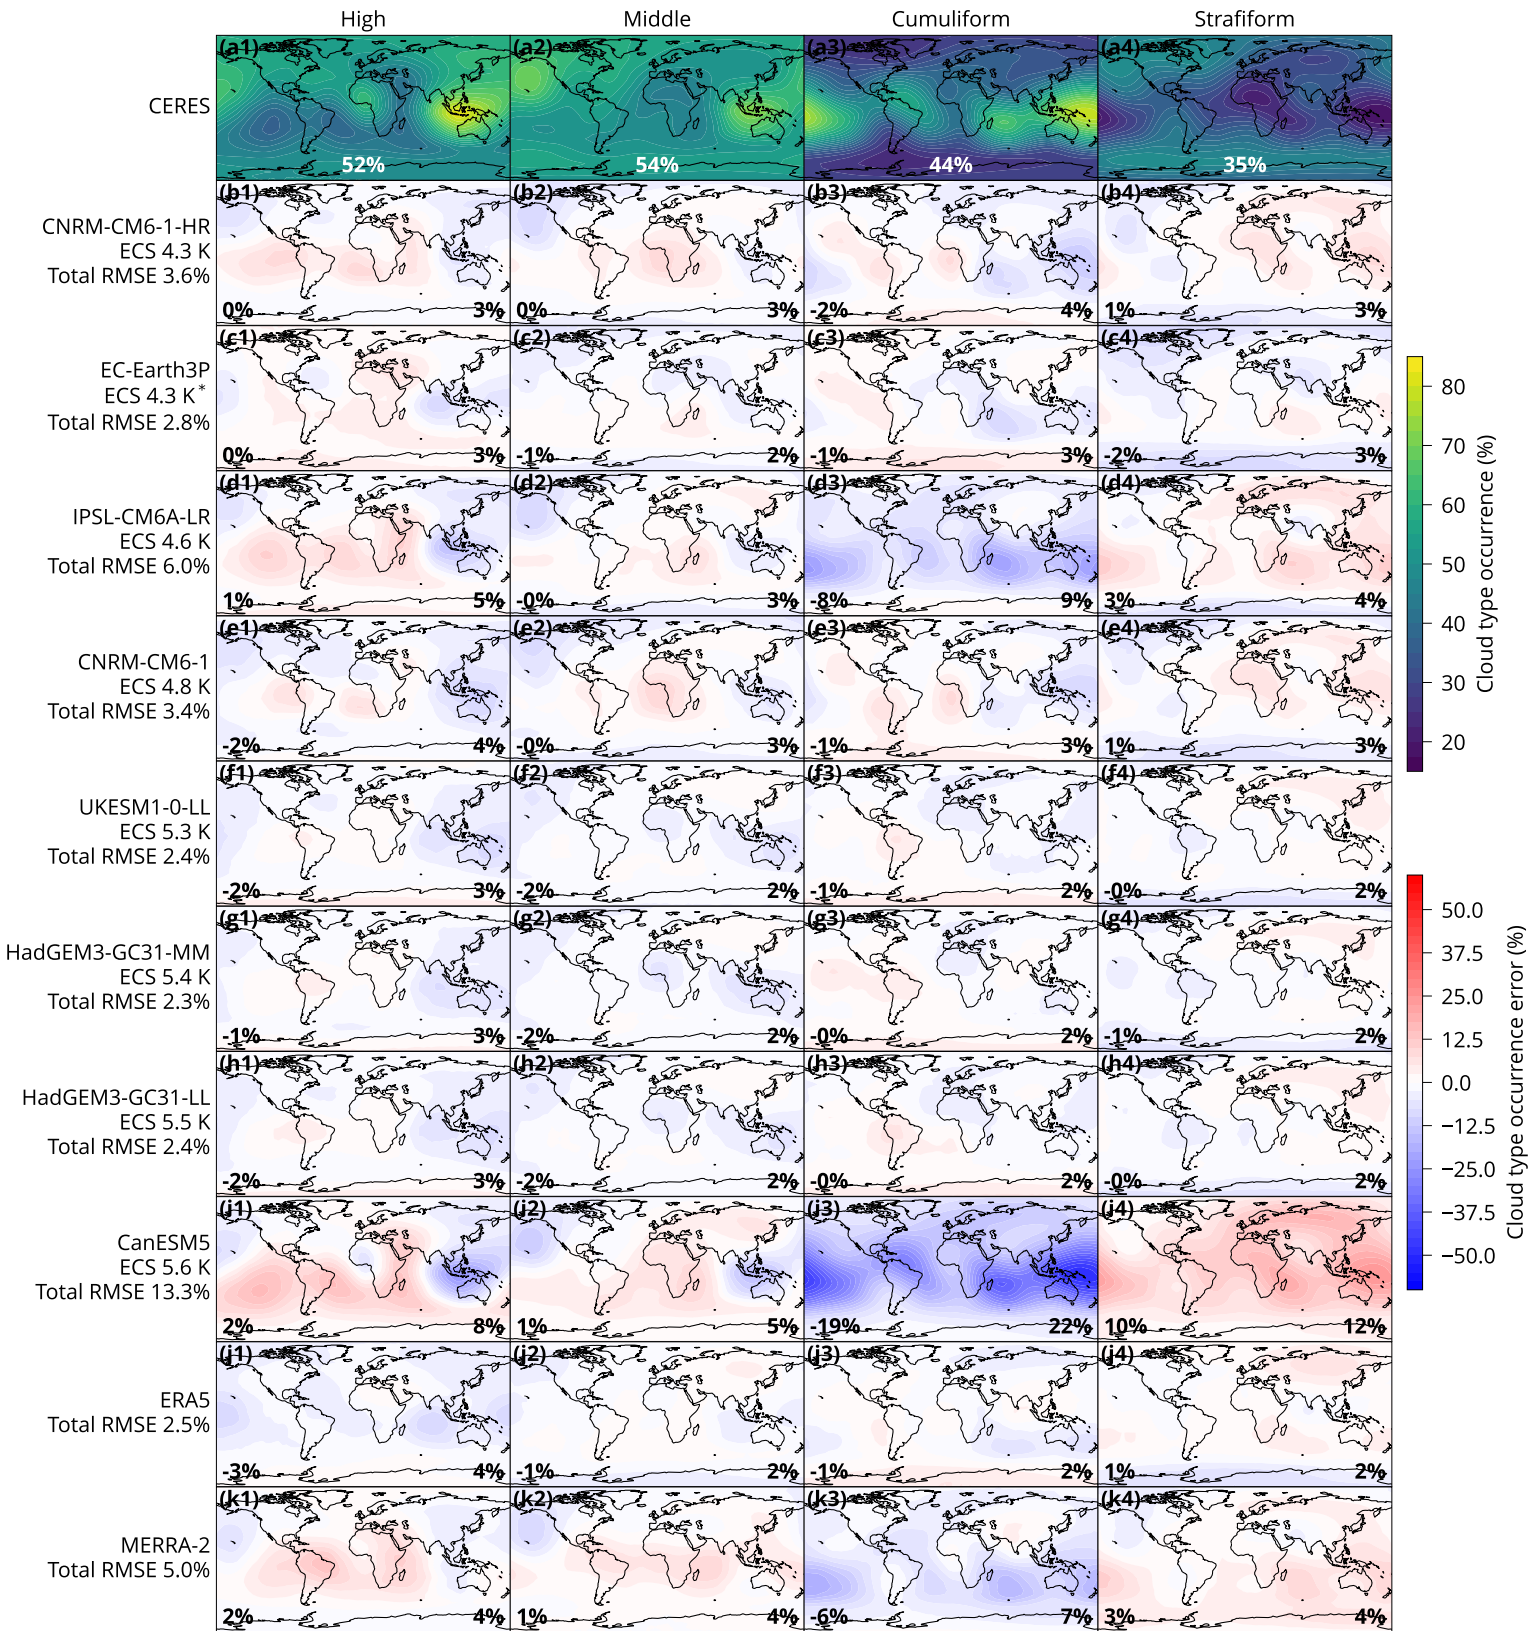 High Middle Cumuliform Strafiform
(a1) (a2) (a3) (a4)
CERES
52% 54% 44% 35%
(b1) (b2) (b3) (b4)
CNRM-CM6-1-HR
ECS 4.3 K
Total RMSE 3.6%
0% 3% 0% 3% -2% 4% 1% 3%
(c1) (c2) (c3) (c4)
EC-Earth3P
ECS 4.3 K*
Total RMSE 2.8%
0% 3% -1% 2% -1% 3% -2% 3%
(d1) (d2) (d3) (d4)
IPSL-CM6A-LR
ECS 4.6 K
Total RMSE 6.0%
1% 5% -0% 3% -8% 9% 3% 4%
(e1) (e2) (e3) (e4)
CNRM-CM6-1
ECS 4.8 K
Total RMSE 3.4%
-2% 4% -0% 3% -1% 3% 1% 3%
(f1) (f2) (f3) (f4)
UKESM1-0-LL
ECS 5.3 K
Total RMSE 2.4%
-2% 3% -2% 2% -1% 2% -0% 2%
(g1) (g2) (g3) (g4)
HadGEM3-GC31-MM
ECS 5.4 K
Total RMSE 2.3%
-1% 3% -2% 2% -0% 2% -1% 2%
(h1) (h2) (h3) (h4)
HadGEM3-GC31-LL
ECS 5.5 K
Total RMSE 2.4%
-2% 3% -2% 2% -0% 2% -0% 2%
(i1) (i2) (i3) (i4)
CanESM5
ECS 5.6 K
Total RMSE 13.3%
2% 8% 1% 5% -19% 22% 10% 12%
(j1) (j2) (j3) (j4)
ERA5
Total RMSE 2.5%
-3% 4% -1% 2% -1% 2% 1% 2%
(k1) (k2) (k3) (k4)
MERRA-2
Total RMSE 5.0%
2% 4% 1% 4% -6% 7% 3% 4%
80
70
60
50
40
30
20
Cloud type occurrence (%)
50.0
37.5
25.0
12.5
0.0
−12.5
−25.0
−37.5
−50.0
Cloud type occurrence error (%)